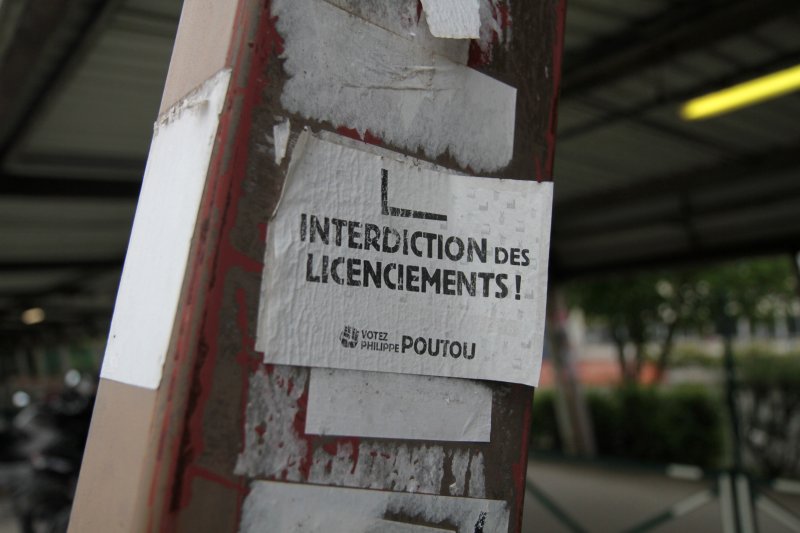 INTERDICTION DES
LICENCIEMENTS !
VOTEZ
PHILIPPE POUTOU